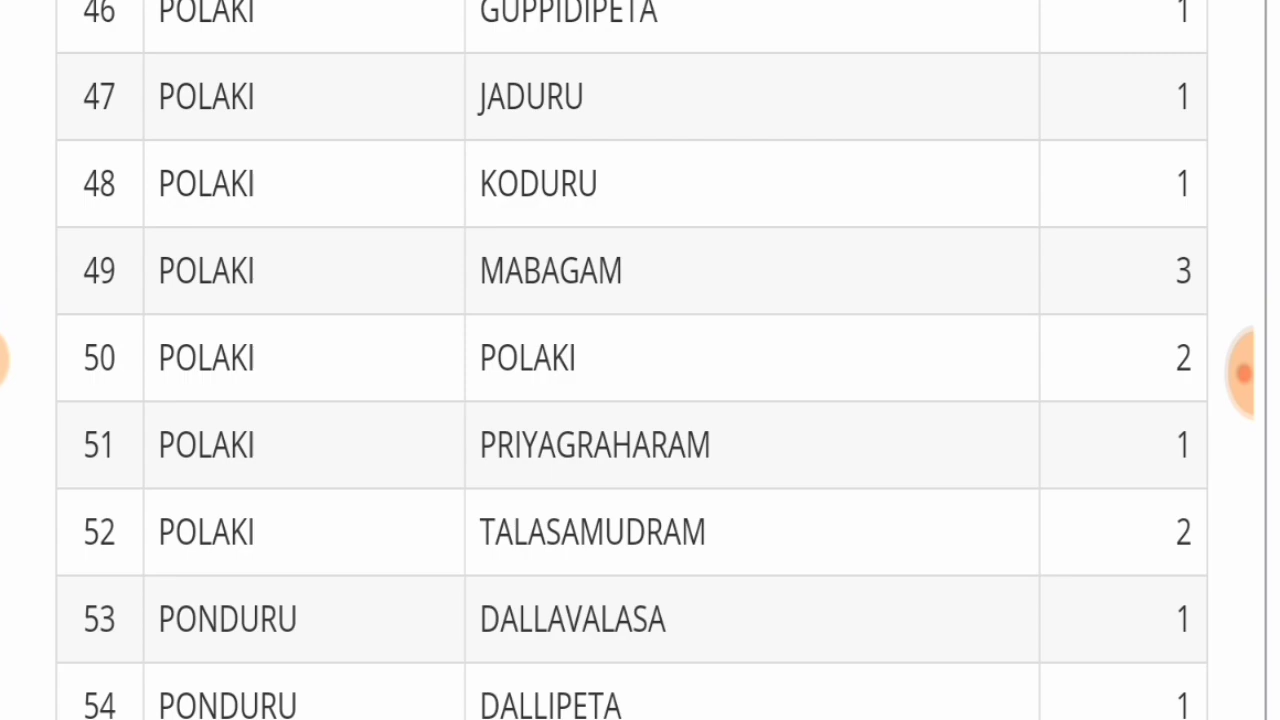 46 POLAKI GUPPIDIPETA 1
47 POLAKI JADURU 1
48 POLAKI KODURU 1
49 POLAKI MABAGAM 3
50 POLAKI POLAKI 2
51 POLAKI PRIYAGRAHARAM 1
52 POLAKI TALASAMUDRAM 2
53 PONDURU DALLAVALASA 1
54 PONDURU DALLIPETA 1